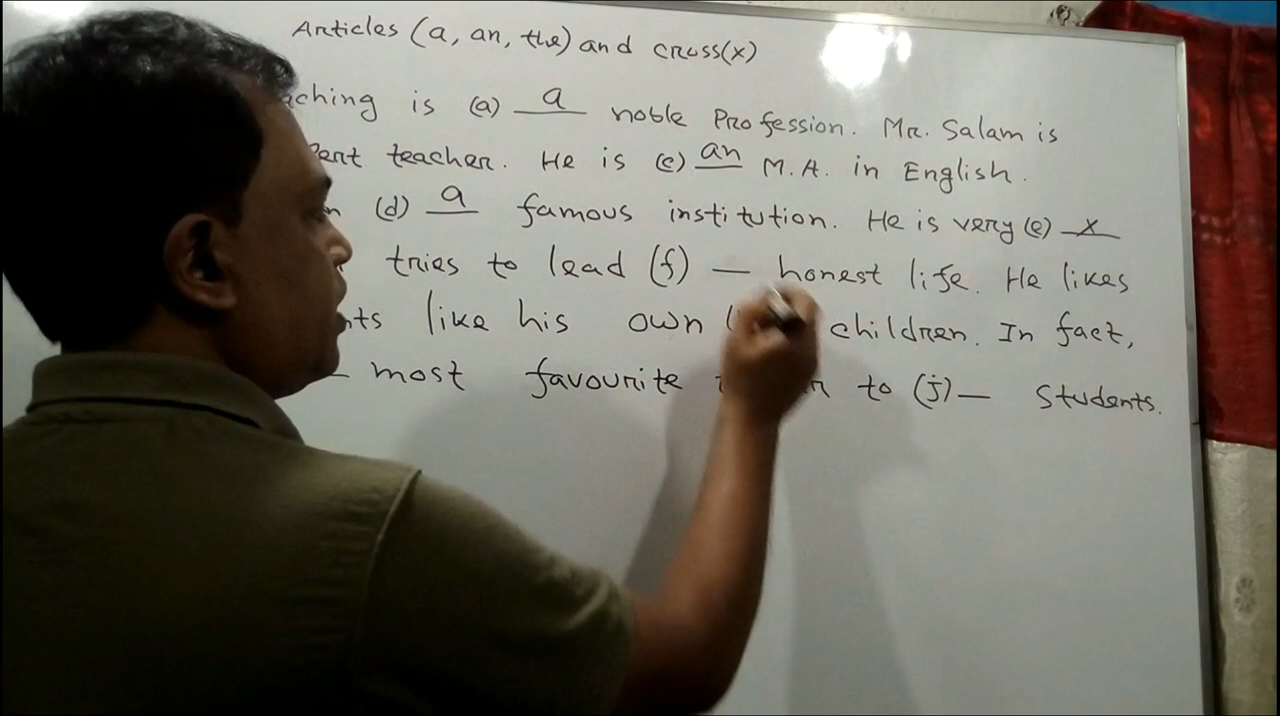 Articles (a, an, the) and cross(x)
aching is (a) a noble Profession. Mr. Salam is
teacher. He is (c) an M.A. in English.
(d) a famous institution. He is very (e) x
tries to lead (f) — honest life. He likes
like his own children. In fact,
— most favourite to (j) — students.